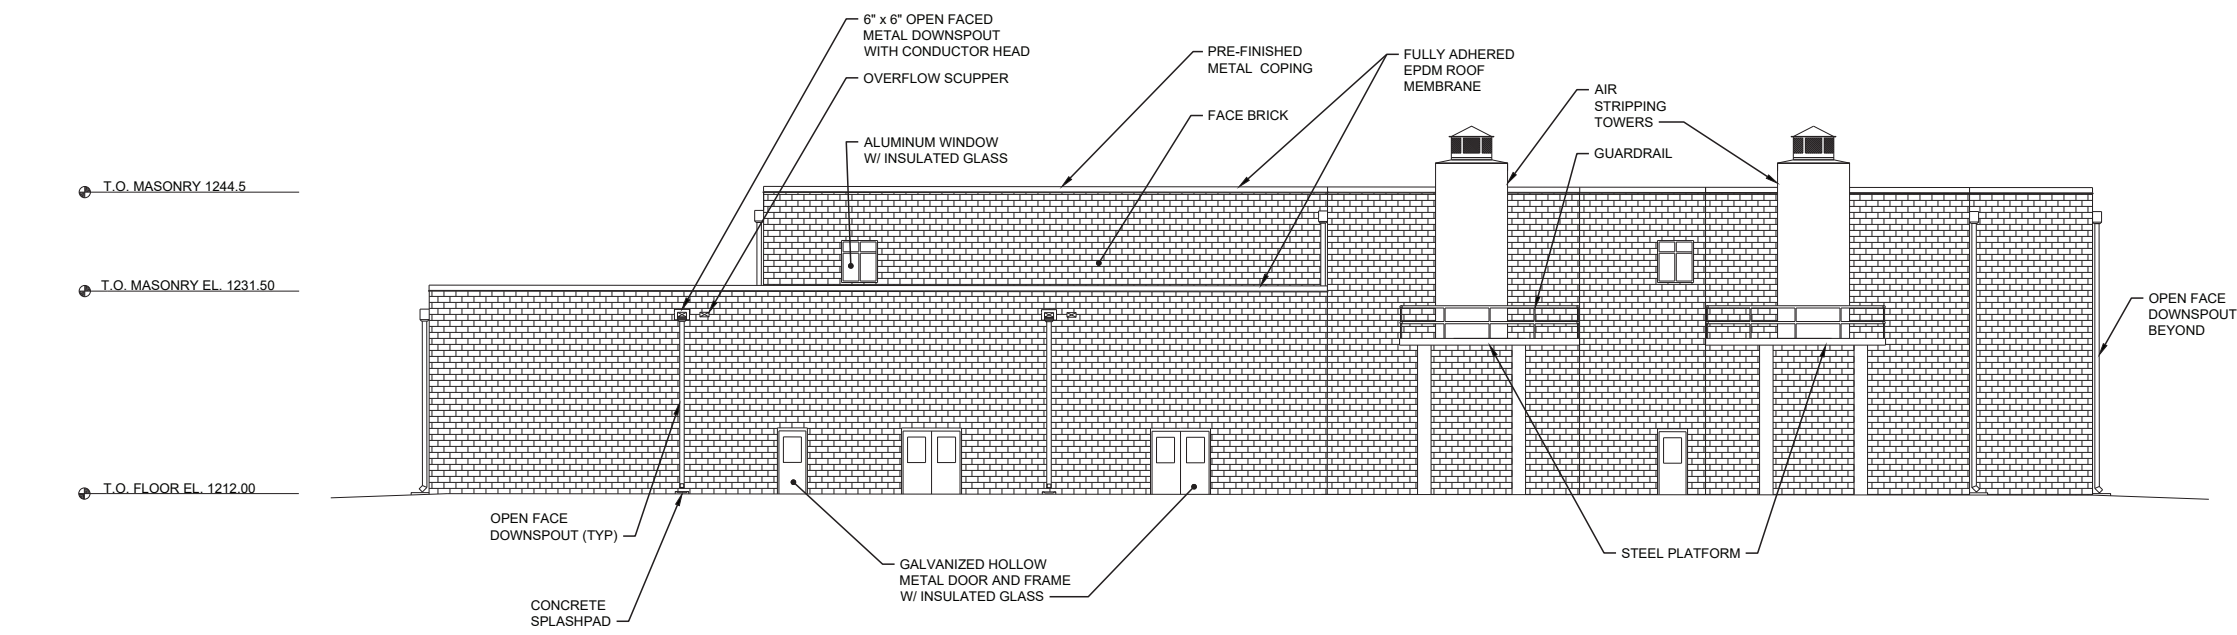 6" x 6" OPEN FACED
METAL DOWNSPOUT
WITH CONDUCTOR HEAD
OVERFLOW SCUPPER
ALUMINUM WINDOW
W/ INSULATED GLASS
PRE-FINISHED
METAL COPING
FACE BRICK
FULLY ADHERED
EPDM ROOF
MEMBRANE
AIR
STRIPPING
TOWERS
GUARDRAIL
T.O. MASONRY 1244.5
T.O. MASONRY EL. 1231.50
T.O. FLOOR EL. 1212.00
OPEN FACE
DOWNSPOUT
BEYOND
OPEN FACE
DOWNSPOUT (TYP)
CONCRETE
SPLASHPAD
GALVANIZED HOLLOW
METAL DOOR AND FRAME
W/ INSULATED GLASS
STEEL PLATFORM